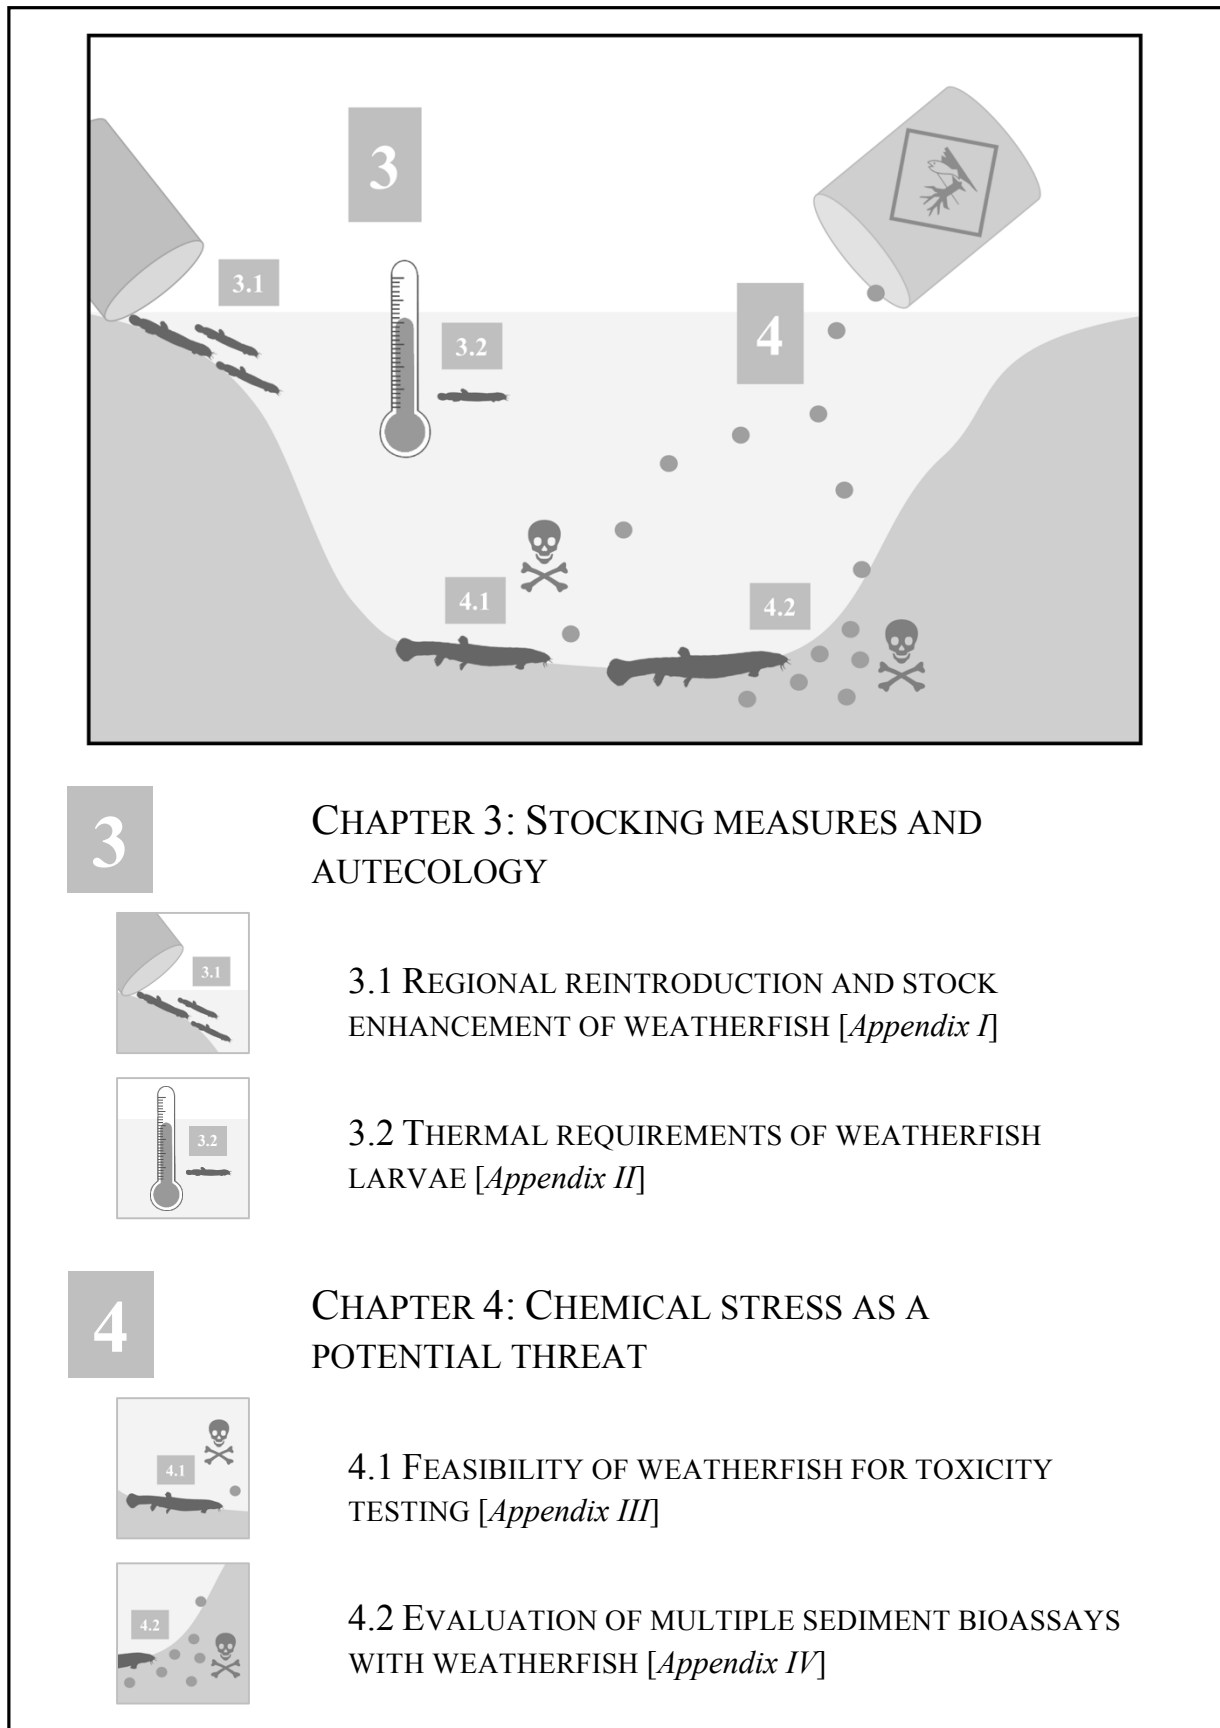 3
3.1
3.2
4
4.1
4.2
3
CHAPTER 3: STOCKING MEASURES AND
AUTECOLOGY
3.1
3.1 REGIONAL REINTRODUCTION AND STOCK
ENHANCEMENT OF WEATHERFISH [Appendix I]
3.2
3.2 THERMAL REQUIREMENTS OF WEATHERFISH
LARVAE [Appendix II]
4
CHAPTER 4: CHEMICAL STRESS AS A
POTENTIAL THREAT
4.1
4.1 FEASIBILITY OF WEATHERFISH FOR TOXICITY
TESTING [Appendix III]
4.2
4.2 EVALUATION OF MULTIPLE SEDIMENT BIOASSAYS
WITH WEATHERFISH [Appendix IV]